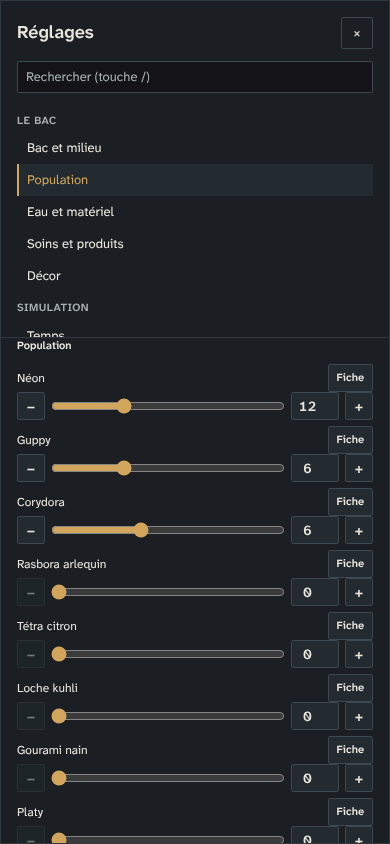 Réglages
×
Rechercher (touche /)
LE BAC
Bac et milieu
Population
Eau et matériel
Soins et produits
Décor
SIMULATION
Temps
Population
Néon
Fiche
– 12 +
Guppy
Fiche
– 6 +
Corydora
Fiche
– 6 +
Rasbora arlequin
Fiche
– 0 +
Tétra citron
Fiche
– 0 +
Loche kuhli
Fiche
– 0 +
Gourami nain
Fiche
– 0 +
Platy
Fiche
– 0 +